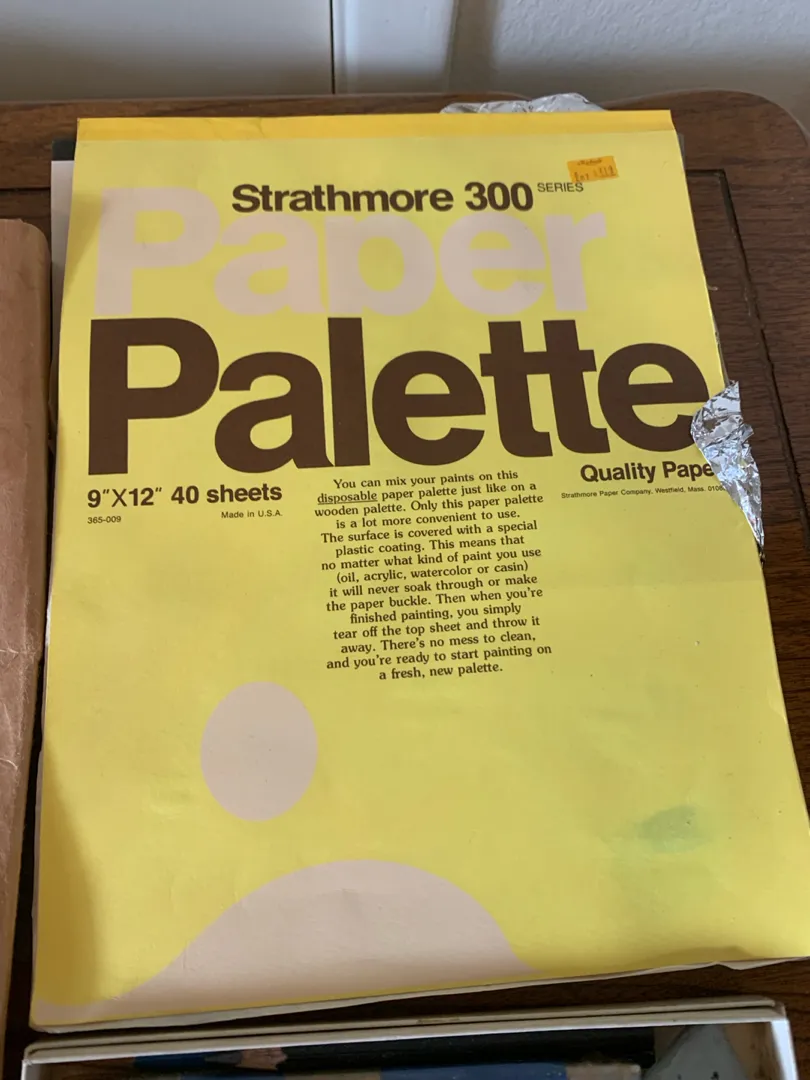 Strathmore 300 SERIES
Paper
Palette
9"X12" 40 sheets
365-009
Made in U.S.A.
Quality Pape
Strathmore Paper Company, Westfield, Mass.
You can mix your paints on this
disposable paper palette just like on a
wooden palette. Only this paper palette
is a lot more convenient to use.
The surface is covered with a special
plastic coating. This means that
no matter what kind of paint you use
(oil, acrylic, watercolor or casin)
it will never soak through or make
the paper buckle. Then when you're
finished painting, you simply
tear off the top sheet and throw it
away. There's no mess to clean,
and you're ready to start painting on
a fresh, new palette.